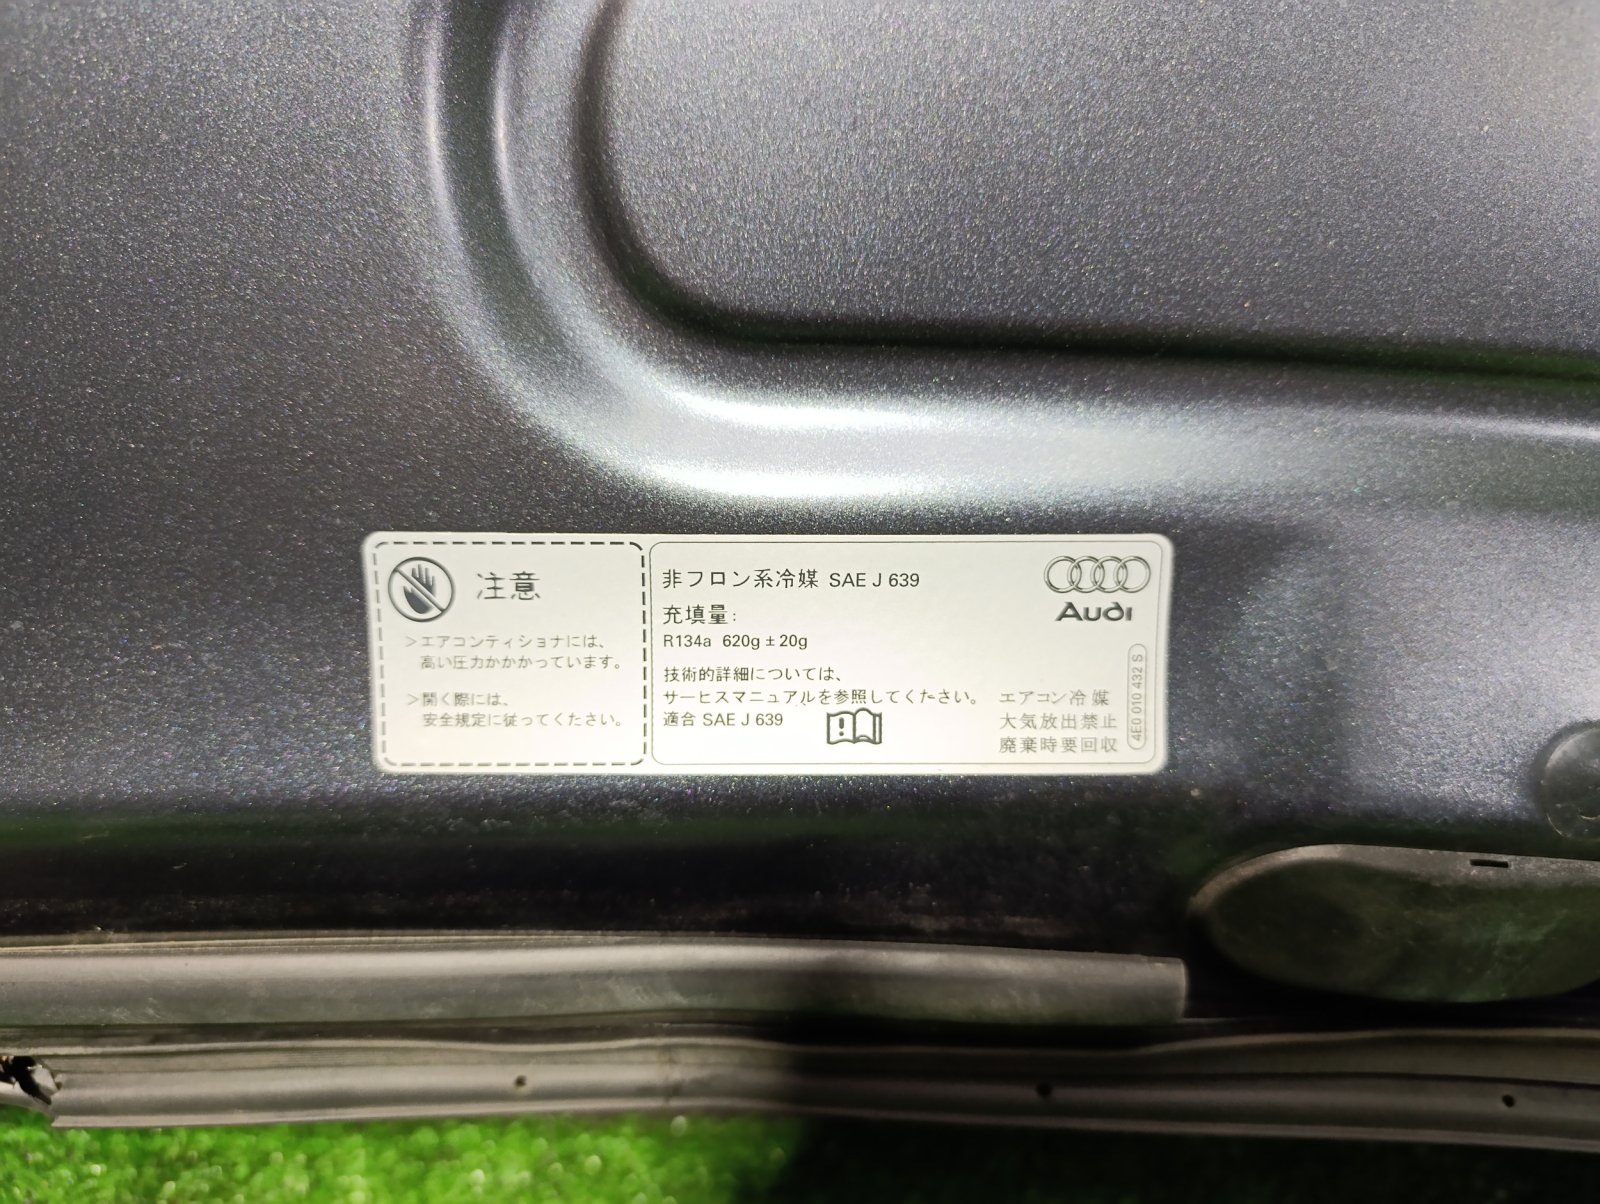 注意
>エアコンティショナには、
高い圧力がかかっています。
>開く際には、
安全規定に従ってください。
非フロン系冷媒 SAE J 639
充填量:
R134a 620g ± 20g
技術的詳細については、
サービスマニュアルを参照してください。
適合 SAE J 639
Audi
エアコン冷媒
大気放出禁止
廃棄時要回収
4E0 010 432 S